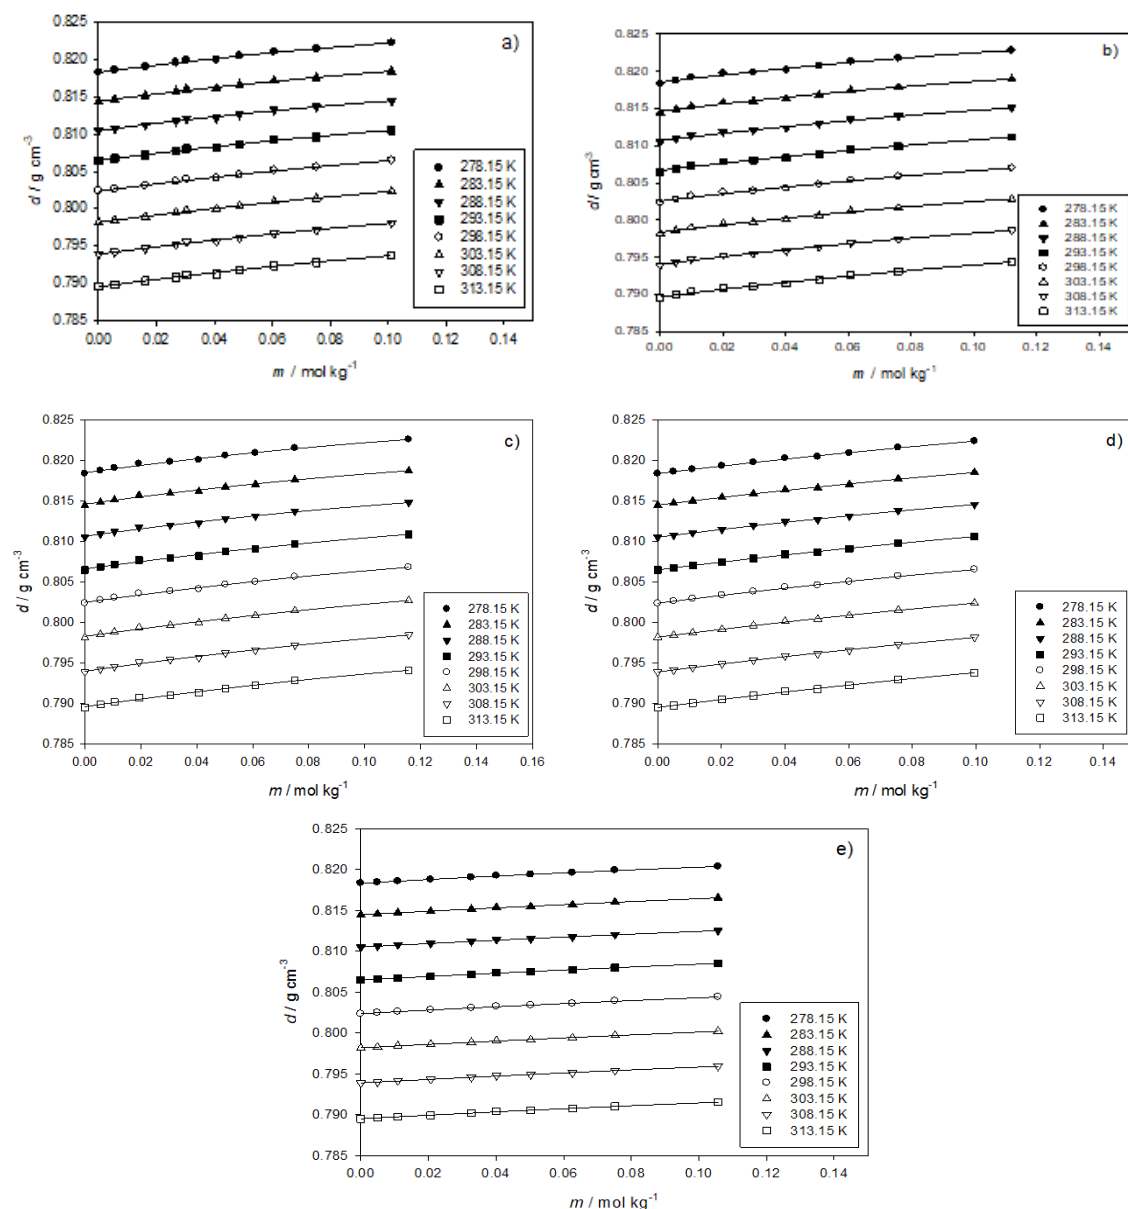 a)
0.825
0.820
0.815
0.810
0.805
0.800
0.795
0.790
0.785
d / g cm-3
278.15 K
283.15 K
288.15 K
293.15 K
298.15 K
303.15 K
308.15 K
313.15 K
0.00 0.02 0.04 0.06 0.08 0.10 0.12 0.14
m / mol kg-1
b)
0.825
0.820
0.815
0.810
0.805
0.800
0.795
0.790
0.785
d / g cm-3
278.15 K
283.15 K
288.15 K
293.15 K
298.15 K
303.15 K
308.15 K
313.15 K
0.00 0.02 0.04 0.06 0.08 0.10 0.12 0.14
m / mol kg-1
c)
0.825
0.820
0.815
0.810
0.805
0.800
0.795
0.790
0.785
d / g cm-3
278.15 K
283.15 K
288.15 K
293.15 K
298.15 K
303.15 K
308.15 K
313.15 K
0.00 0.02 0.04 0.06 0.08 0.10 0.12 0.14 0.16
m / mol kg-1
d)
0.825
0.820
0.815
0.810
0.805
0.800
0.795
0.790
0.785
d / g cm-3
278.15 K
283.15 K
288.15 K
293.15 K
298.15 K
303.15 K
308.15 K
313.15 K
0.00 0.02 0.04 0.06 0.08 0.10 0.12 0.14
m / mol kg-1
e)
0.825
0.820
0.815
0.810
0.805
0.800
0.795
0.790
0.785
d / g cm-3
278.15 K
283.15 K
288.15 K
293.15 K
298.15 K
303.15 K
308.15 K
313.15 K
0.00 0.02 0.04 0.06 0.08 0.10 0.12 0.14
m / mol kg-1